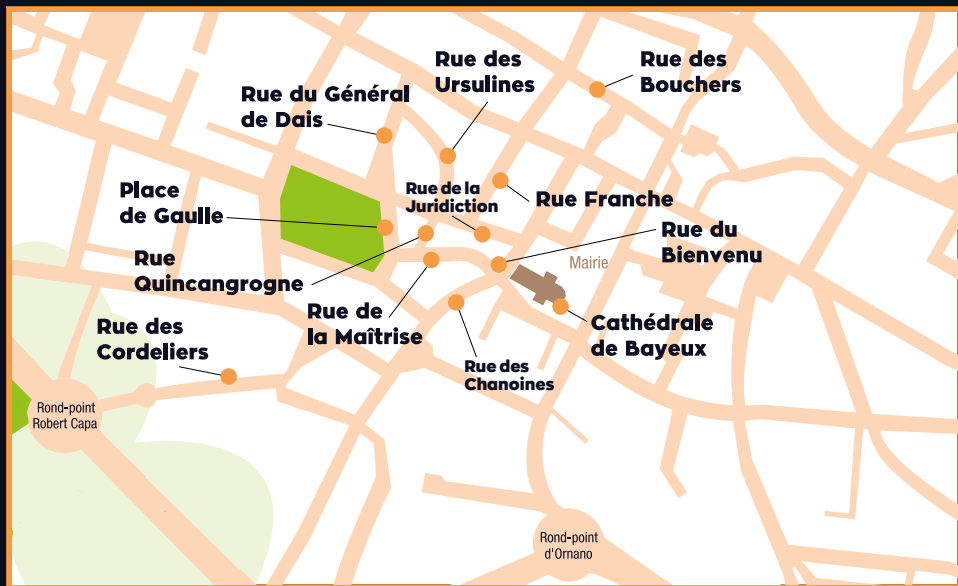 Rue des
Ursulines
Rue des
Bouchers
Rue du Général
de Dais
Place
de Gaulle
Rue de la
Juridiction
Rue Franche
Rue du
Bienvenu
Mairie
Rue
Quincangrogne
Rue de
la Maîtrise
Rue des
Cordeliers
Cathédrale
de Bayeux
Rue des
Chanoines
Rond-point
Robert Capa
Rond-point
d'Ornano